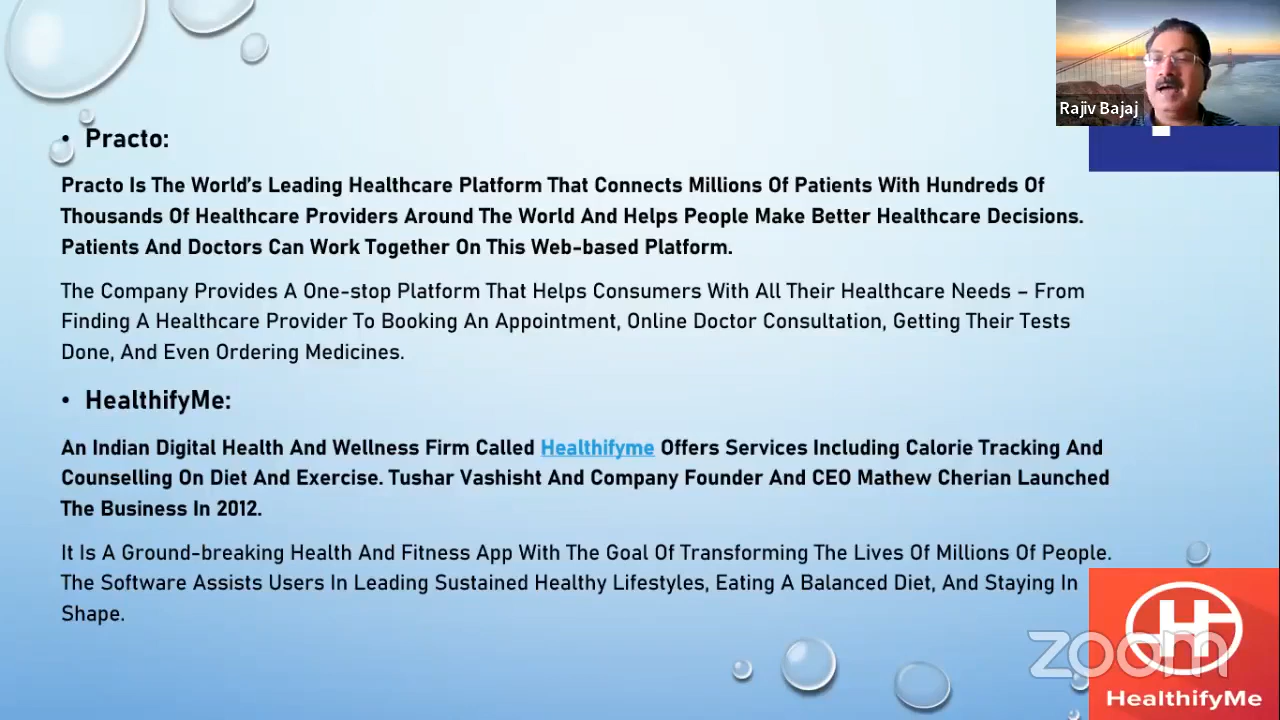 Rajiv Bajaj
• Practo:
Practo Is The World’s Leading Healthcare Platform That Connects Millions Of Patients With Hundreds Of
Thousands Of Healthcare Providers Around The World And Helps People Make Better Healthcare Decisions.
Patients And Doctors Can Work Together On This Web-based Platform.
The Company Provides A One-stop Platform That Helps Consumers With All Their Healthcare Needs – From
Finding A Healthcare Provider To Booking An Appointment, Online Doctor Consultation, Getting Their Tests
Done, And Even Ordering Medicines.
• HealthifyMe:
An Indian Digital Health And Wellness Firm Called Healthifyme Offers Services Including Calorie Tracking And
Counselling On Diet And Exercise. Tushar Vashisht And Company Founder And CEO Mathew Cherian Launched
The Business In 2012.
It Is A Ground-breaking Health And Fitness App With The Goal Of Transforming The Lives Of Millions Of People.
The Software Assists Users In Leading Sustained Healthy Lifestyles, Eating A Balanced Diet, And Staying In
Shape.
H
zoom
HealthifyMe